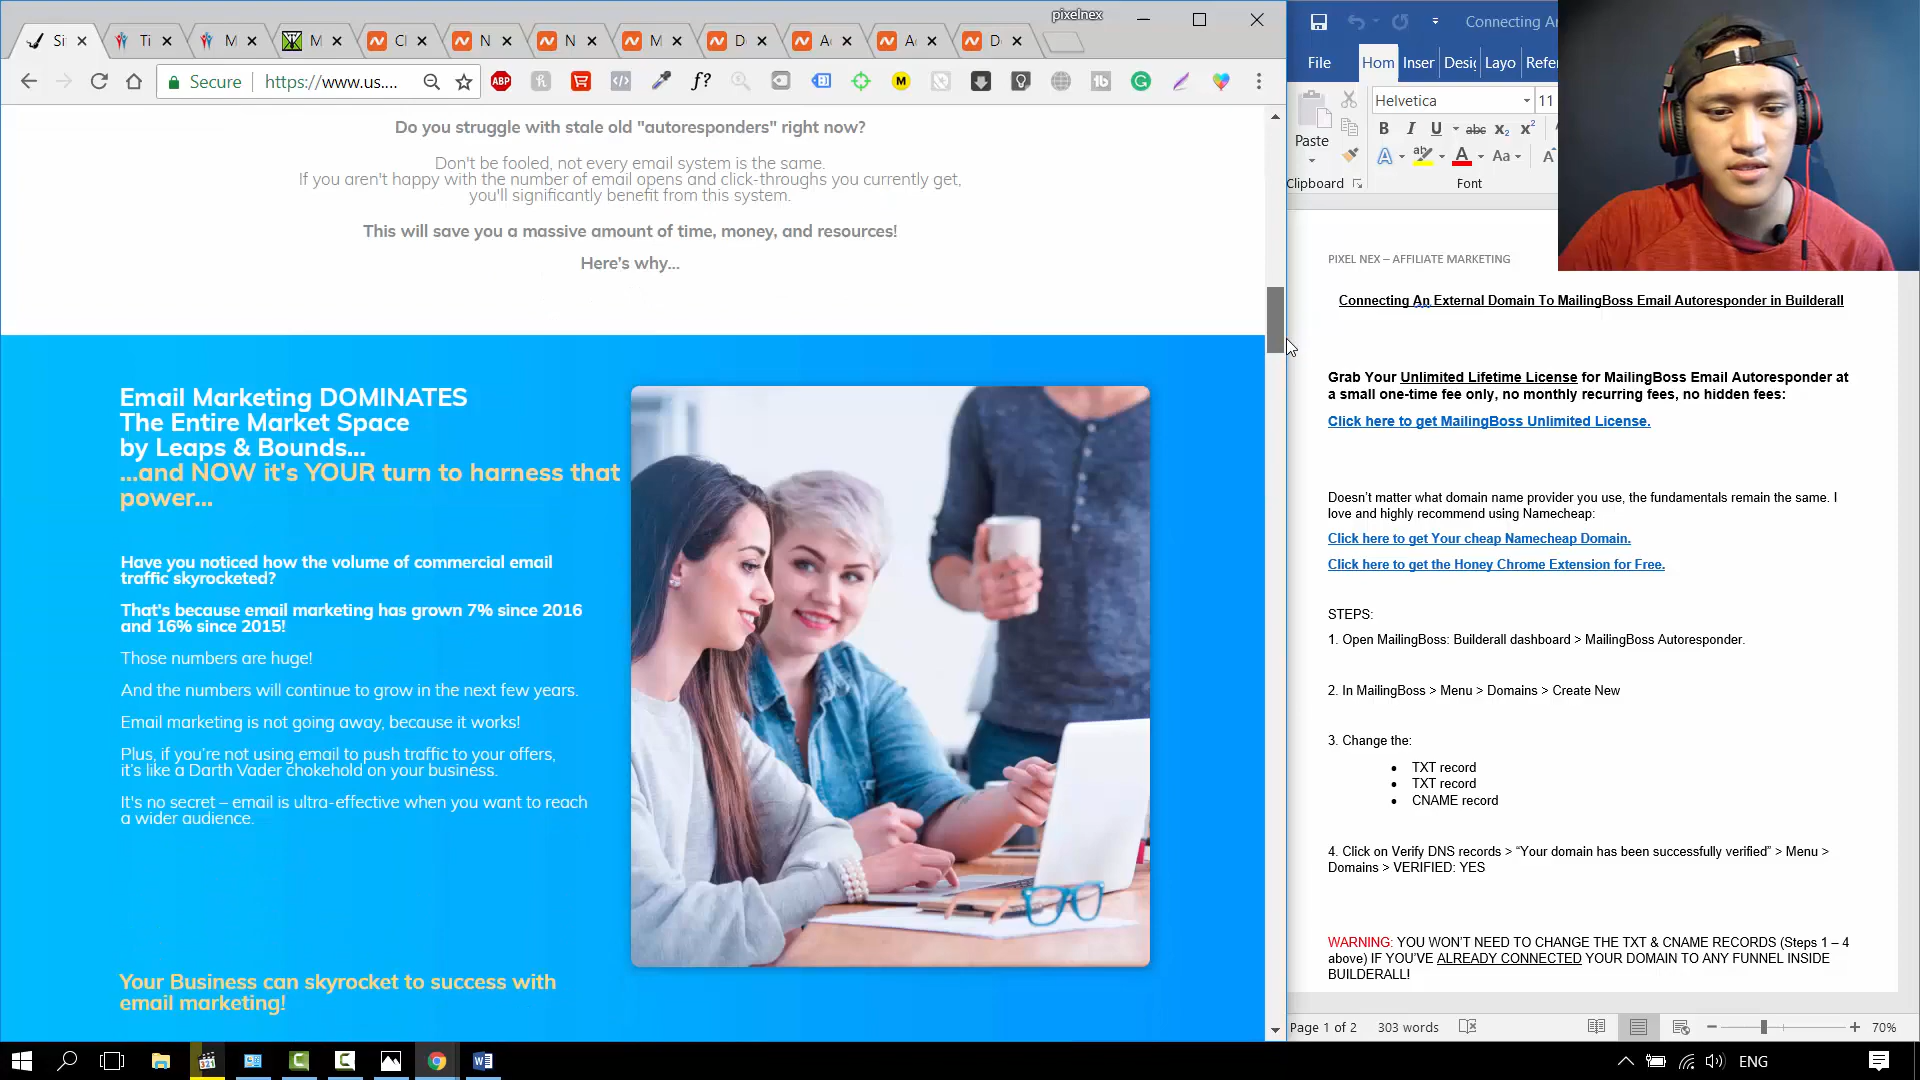 pixelnex
Si
Ti
M
M
Cl
N
N
M
D
A
A
D
Secure
https://www.us....
ABP
f?
M
Do you struggle with stale old "autoresponders" right now?
Don't be fooled, not every email system is the same.
If you aren't happy with the number of email opens and click-throughs you currently get,
you'll significantly benefit from this system.
This will save you a massive amount of time, money, and resources!
Here's why...
Email Marketing DOMINATES
The Entire Market Space
by Leaps & Bounds...
...and NOW it's YOUR turn to harness that
power...
Have you noticed how the volume of commercial email
traffic skyrocketed?
That's because email marketing has grown 7% since 2016
and 16% since 2015!
Those numbers are huge!
And the numbers will continue to grow in the next few years.
Email marketing is not going away, because it works!
Plus, if you're not using email to push traffic to your offers,
it's like a Darth Vader chokehold on your business.
It's no secret – email is ultra-effective when you want to reach
a wider audience.
Your Business can skyrocket to success with
email marketing!
Connecting An
File
Hom
Inser
Desig
Layo
Refer
Paste
Helvetica
11
B I U abc x₂ x²
A ab A Aa A
Clipboard
Font
PIXEL NEX – AFFILIATE MARKETING
Connecting An External Domain To MailingBoss Email Autoresponder in Builderall
Grab Your Unlimited Lifetime License for MailingBoss Email Autoresponder at
a small one-time fee only, no monthly recurring fees, no hidden fees:
Click here to get MailingBoss Unlimited License.
Doesn't matter what domain name provider you use, the fundamentals remain the same. I
love and highly recommend using Namecheap:
Click here to get Your cheap Namecheap Domain.
Click here to get the Honey Chrome Extension for Free.
STEPS:
1. Open MailingBoss: Builderall dashboard > MailingBoss Autoresponder.
2. In MailingBoss > Menu > Domains > Create New
3. Change the:
• TXT record
• TXT record
• CNAME record
4. Click on Verify DNS records > “Your domain has been successfully verified” > Menu >
Domains > VERIFIED: YES
WARNING: YOU WON'T NEED TO CHANGE THE TXT & CNAME RECORDS (Steps 1 – 4
above) IF YOU'VE ALREADY CONNECTED YOUR DOMAIN TO ANY FUNNEL INSIDE
BUILDERALL!
Page 1 of 2
303 words
70%
ENG